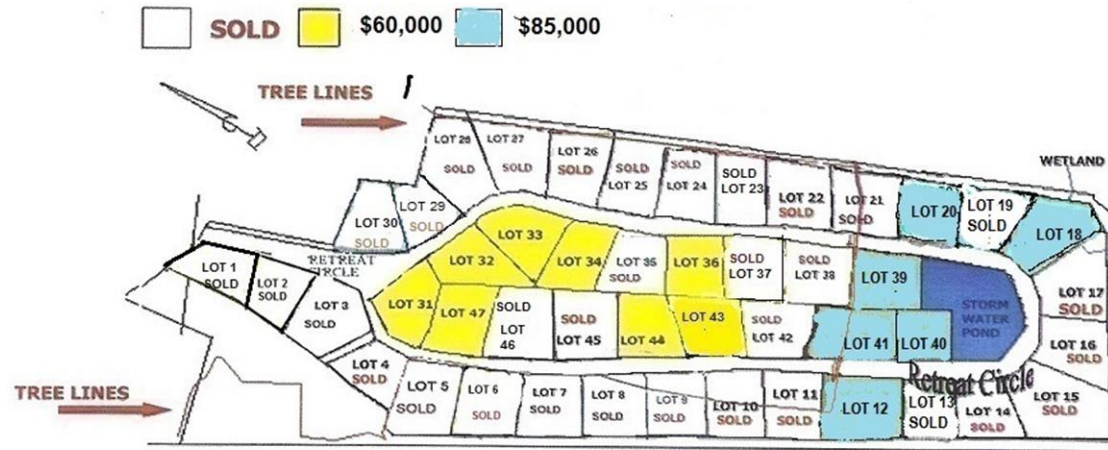 SOLD $60,000 $85,000
TREE LINES
WETLAND
LOT 28
SOLD
LOT 27
SOLD
LOT 26
SOLD
SOLD
LOT 25
SOLD
LOT 24
SOLD
LOT 23
LOT 22
SOLD
LOT 21
SOLD
LOT 20
LOT 19
SOLD
LOT 18
LOT 30
SOLD
LOT 29
SOLD
RETREAT
CIRCLE
LOT 1
SOLD
LOT 2
SOLD
LOT 3
SOLD
LOT 33
LOT 32
LOT 34
LOT 35
SOLD
LOT 36
SOLD
LOT 37
SOLD
LOT 38
LOT 39
STORM
WATER
POND
LOT 17
SOLD
LOT 31
LOT 47
SOLD
LOT
46
SOLD
LOT 45
LOT 44
LOT 43
SOLD
LOT 42
LOT 41
LOT 40
LOT 16
SOLD
Retreat Circle
TREE LINES
LOT 4
SOLD
LOT 5
SOLD
LOT 6
SOLD
LOT 7
SOLD
LOT 8
SOLD
LOT 9
SOLD
LOT 10
SOLD
LOT 11
SOLD
LOT 12
LOT 13
SOLD
LOT 14
SOLD
LOT 15
SOLD